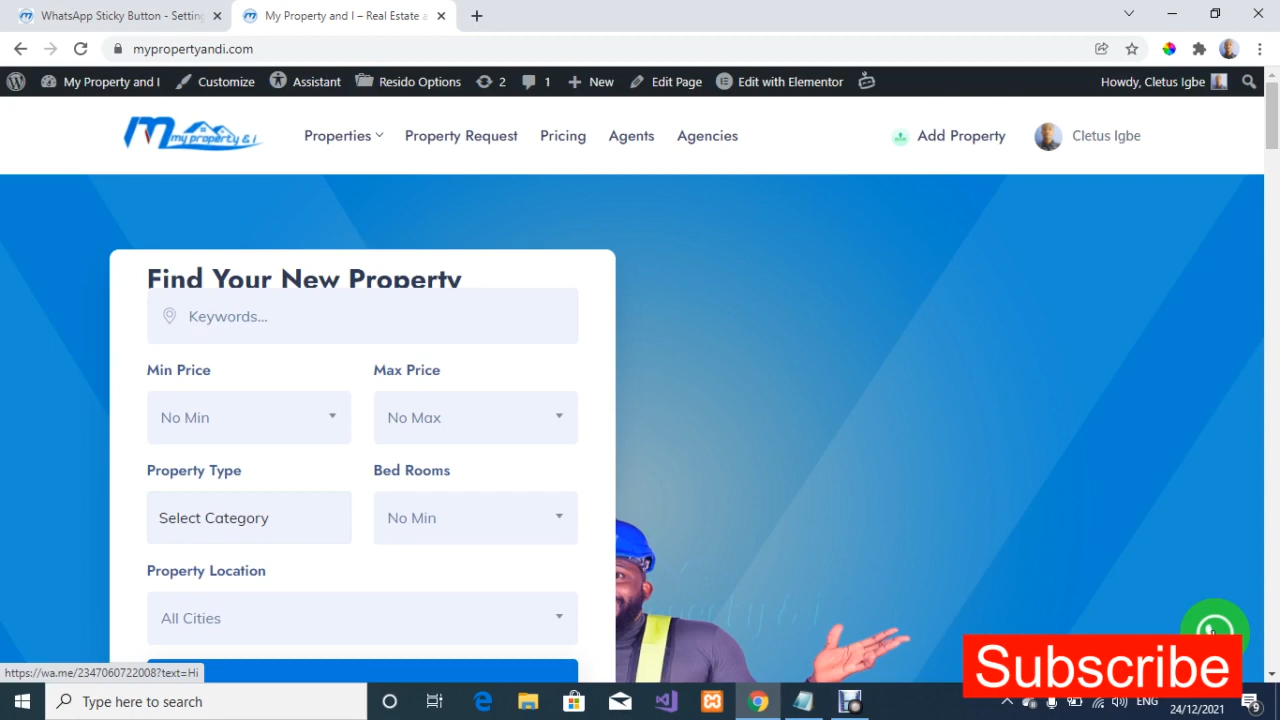 WhatsApp Sticky Button - Setting
My Property and I – Real Estate a
mypropertyandi.com
My Property and I
Customize
Assistant
Resido Options
2
1
New
Edit Page
Edit with Elementor
Howdy, Cletus Igbe
my property & i
Properties
Property Request
Pricing
Agents
Agencies
Add Property
Cletus Igbe
Find Your New Property
Keywords...
Min Price
Max Price
No Min
No Max
Property Type
Bed Rooms
Select Category
No Min
Property Location
All Cities
https://wa.me/2347060722008?text=Hi
Subscribe
Type here to search
ENG
24/12/2021
9